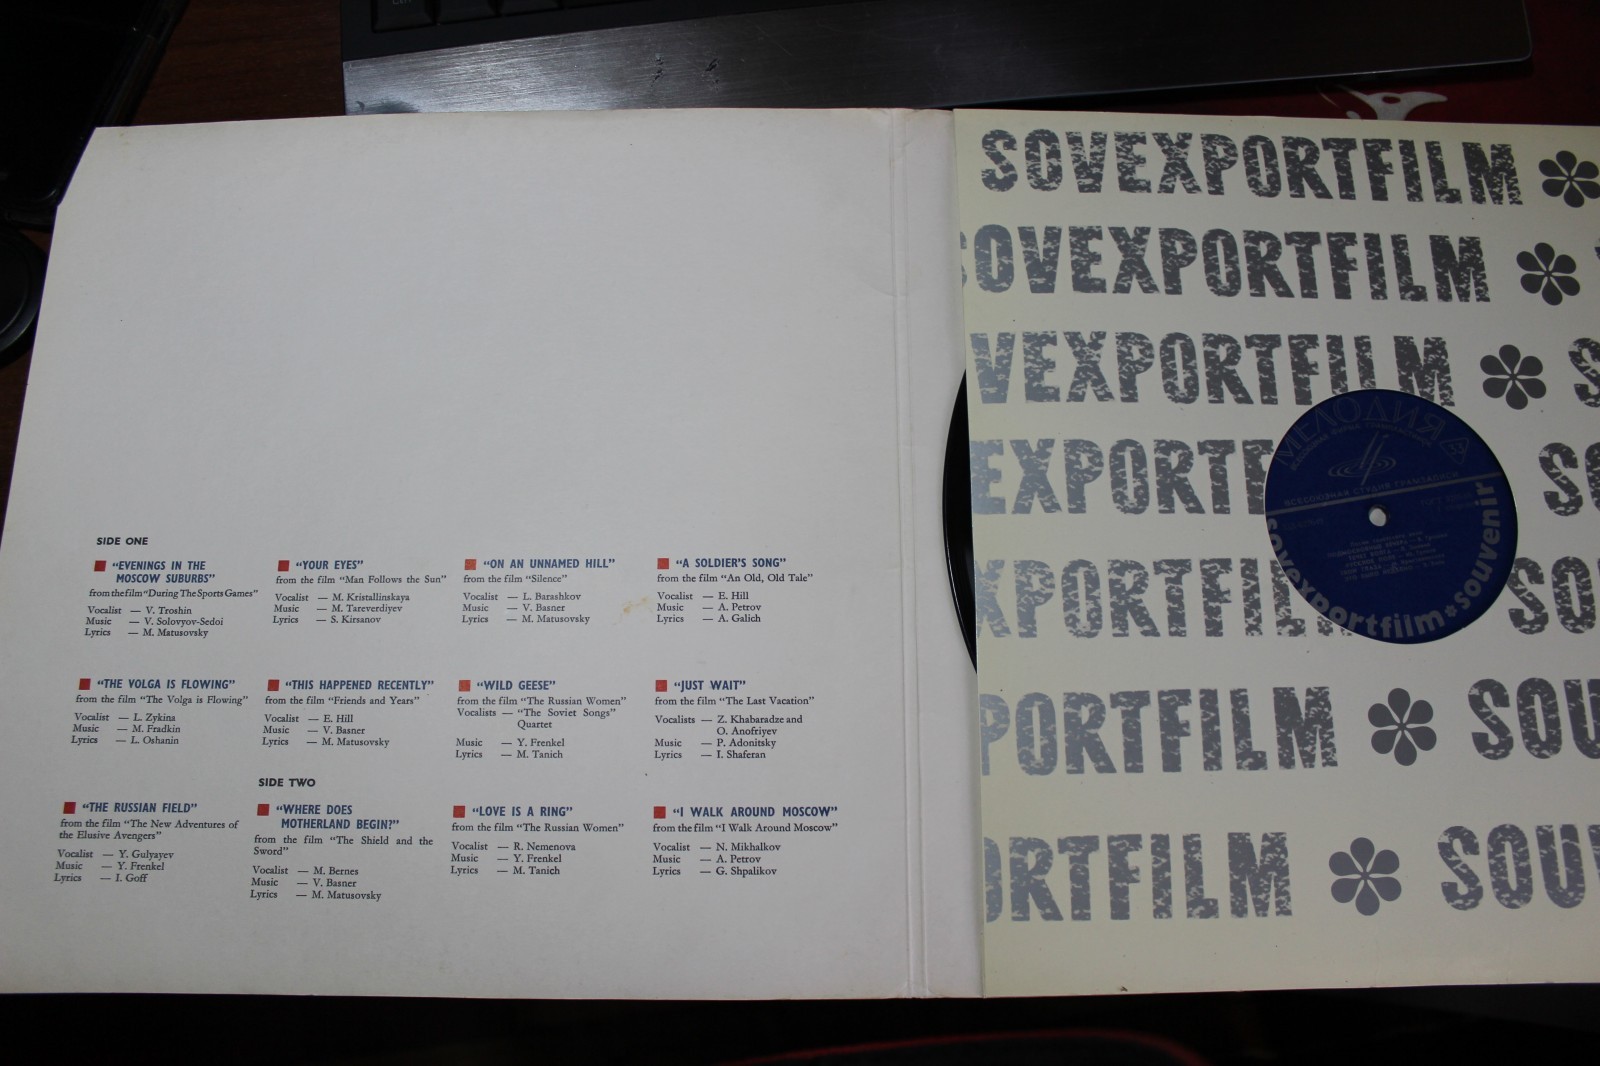 SIDE ONE
"EVENINGS IN THE
MOSCOW SUBURBS"
from the film "During The Sports Games"
Vocalist — V. Troshin
Music — V. Solovyov-Sedoi
Lyrics — M. Matusovsky
"YOUR EYES"
from the film "Man Follows the Sun"
Vocalist — M. Kristallinskaya
Music — M. Tareverdiyev
Lyrics — S. Kirsanov
"ON AN UNNAMED HILL"
from the film "Silence"
Vocalist — L. Barashkov
Music — V. Basner
Lyrics — M. Matusovsky
"A SOLDIER'S SONG"
from the film "An Old, Old Tale"
Vocalist — E. Hill
Music — A. Petrov
Lyrics — A. Galich
"THE VOLGA IS FLOWING"
from the film "The Volga is Flowing"
Vocalist — L. Zykina
Music — M. Fradkin
Lyrics — L. Oshanin
"THIS HAPPENED RECENTLY"
from the film "Friends and Years"
Vocalist — E. Hill
Music — V. Basner
Lyrics — M. Matusovsky
"WILD GEESE"
from the film "The Russian Women"
Vocalists — "The Soviet Songs"
Quartet
Music — Y. Frenkel
Lyrics — M. Tanich
"JUST WAIT"
from the film "The Last Vacation"
Vocalists — Z. Khabaradze and
O. Anofriyev
Music — P. Adonitsky
Lyrics — I. Shaferan
SIDE TWO
"THE RUSSIAN FIELD"
from the film "The New Adventures of
the Elusive Avengers"
Vocalist — Y. Gulyayev
Music — Y. Frenkel
Lyrics — I. Goff
"WHERE DOES
MOTHERLAND BEGIN?"
from the film "The Shield and the
Sword"
Vocalist — M. Bernes
Music — V. Basner
Lyrics — M. Matusovsky
"LOVE IS A RING"
from the film "The Russian Women"
Vocalist — R. Nemenova
Music — Y. Frenkel
Lyrics — M. Tanich
"I WALK AROUND MOSCOW"
from the film "I Walk Around Moscow"
Vocalist — N. Mikhalkov
Music — A. Petrov
Lyrics — G. Shpalikov
SOVEXPORTFILM
SOVEXPORTFILM
VEXPORTFILM S
EXPORTF SO
XPORTFIL SO
PORTFILM SOU
ORTFILM SOU
МЕЛОДИЯ
ВСЕСОЮЗНАЯ СТУДИЯ ГРАМЗАПИСИ
sovexportfilm souvenir